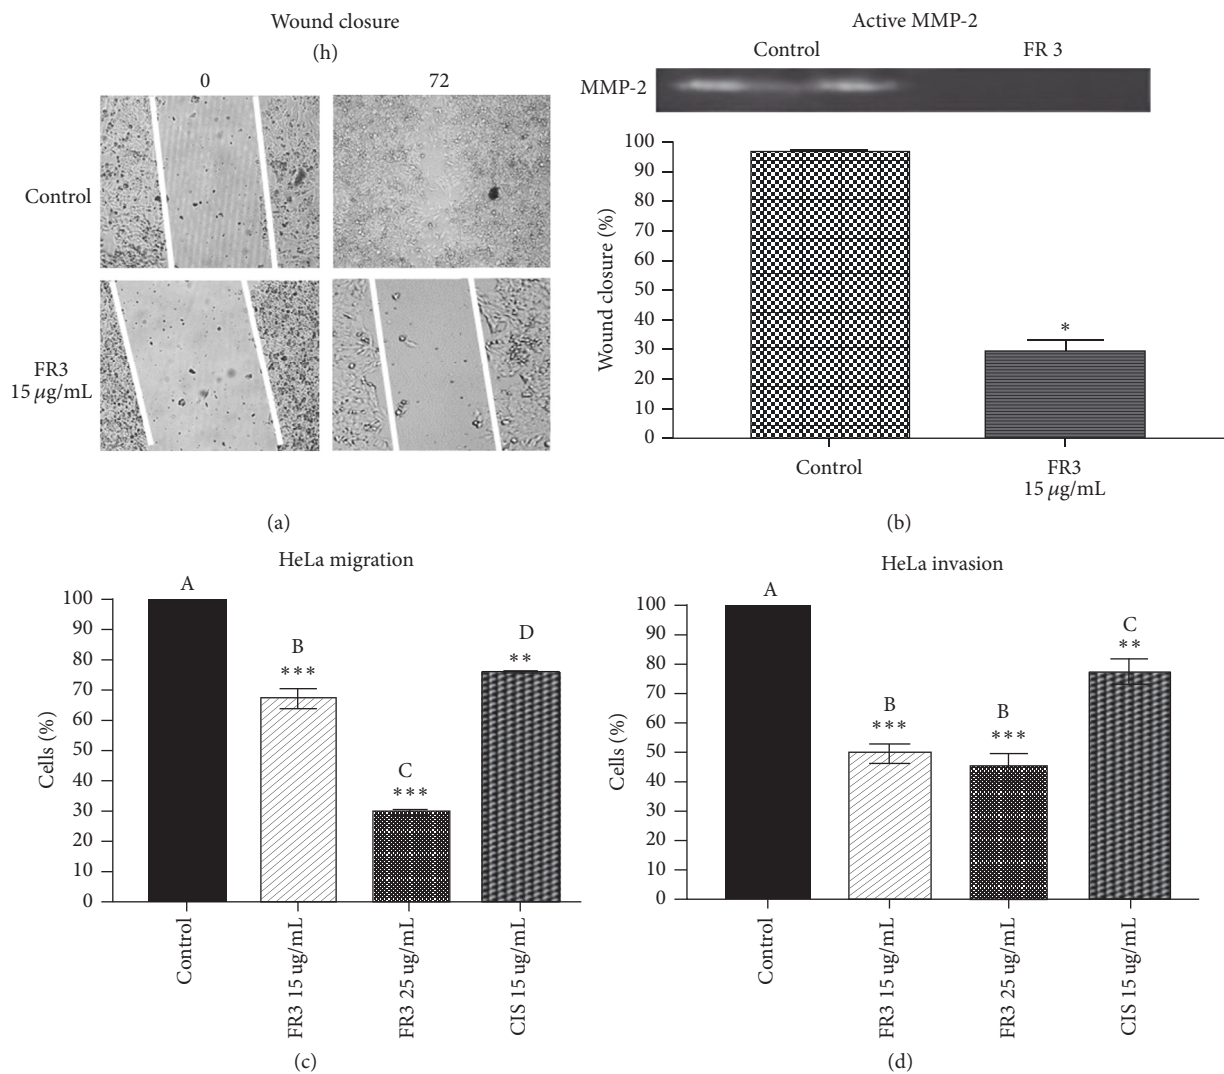 Wound closure
(h)
0
72
Control
FR3
15 μg/mL
(a)
Active MMP-2
Control
FR 3
MMP-2
Wound closure (%)
100
90
80
70
60
50
40
30
20
10
0
*
Control
FR3
15 μg/mL
(b)
HeLa migration
Cells (%)
100
90
80
70
60
50
40
30
20
10
0
A
B
***
C
***
D
**
Control
FR3 15 ug/mL
FR3 25 ug/mL
CIS 15 ug/mL
(c)
HeLa invasion
Cells (%)
100
90
80
70
60
50
40
30
20
10
0
A
B
***
B
***
C
**
Control
FR3 15 ug/mL
FR3 25 ug/mL
CIS 15 ug/mL
(d)